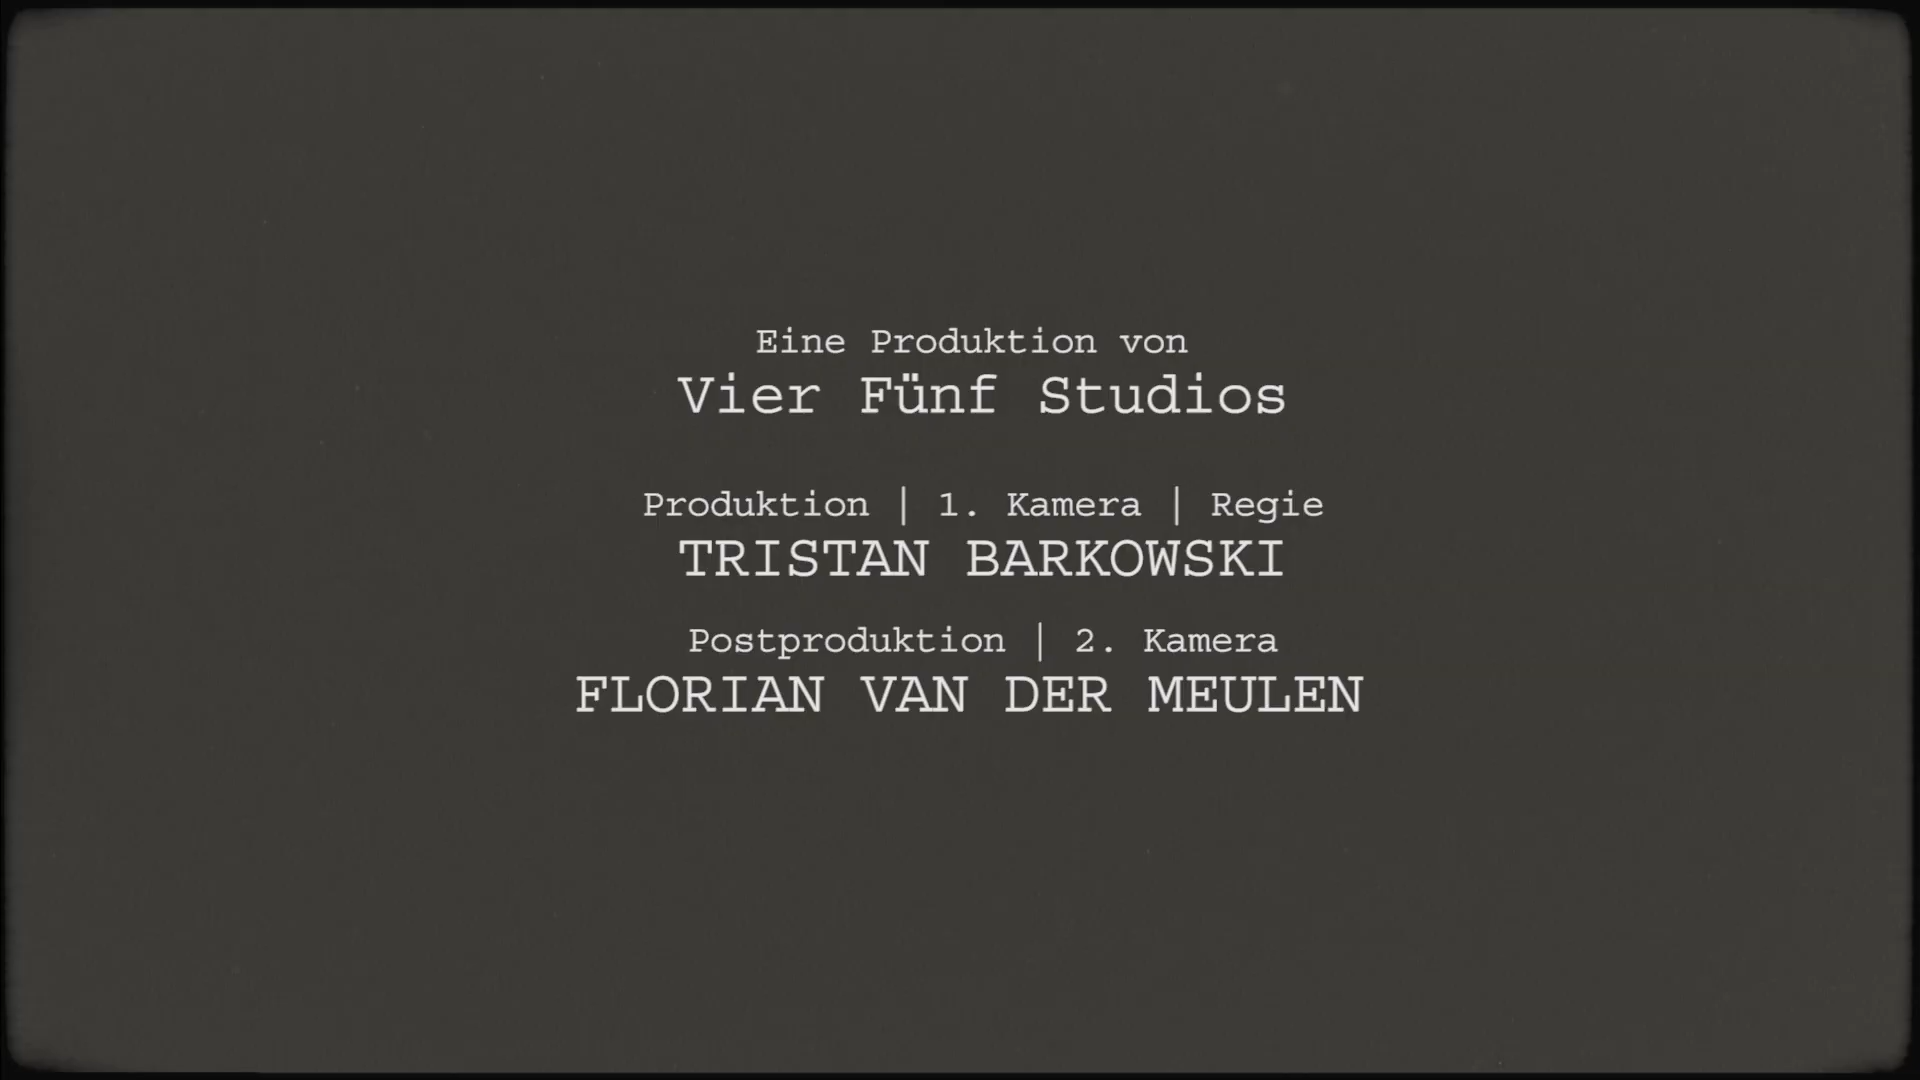 Eine Produktion von
Vier Fünf Studios
Produktion | 1. Kamera | Regie
TRISTAN BARKOWSKI
Postproduktion | 2. Kamera
FLORIAN VAN DER MEULEN